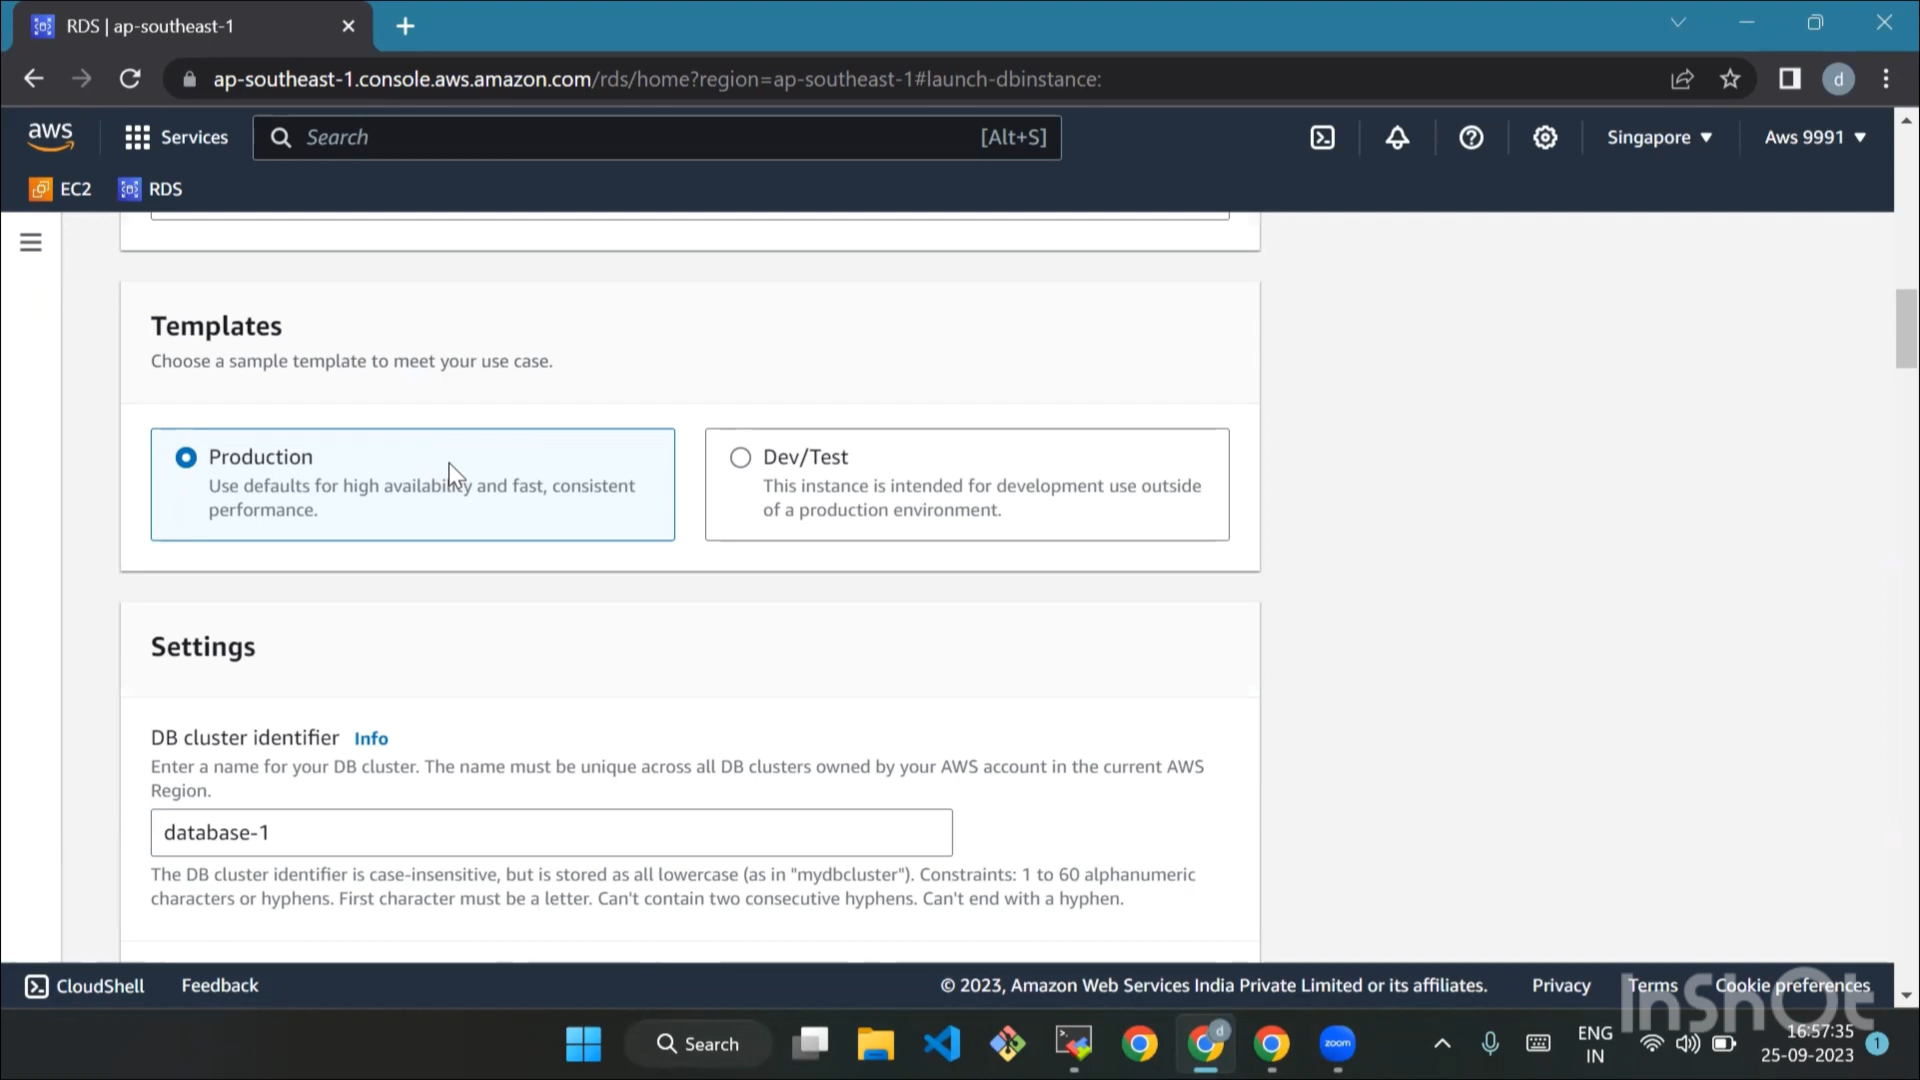 RDS | ap-southeast-1
ap-southeast-1.console.aws.amazon.com/rds/home?region=ap-southeast-1#launch-dbinstance:
d
aws
Services
Search
[Alt+S]
Singapore
Aws 9991
EC2
RDS
Templates
Choose a sample template to meet your use case.
Production
Use defaults for high availability and fast, consistent
performance.
Dev/Test
This instance is intended for development use outside
of a production environment.
Settings
DB cluster identifier Info
Enter a name for your DB cluster. The name must be unique across all DB clusters owned by your AWS account in the current AWS
Region.
database-1
The DB cluster identifier is case-insensitive, but is stored as all lowercase (as in "mydbcluster"). Constraints: 1 to 60 alphanumeric
characters or hyphens. First character must be a letter. Can't contain two consecutive hyphens. Can't end with a hyphen.
CloudShell
Feedback
© 2023, Amazon Web Services India Private Limited or its affiliates.
Privacy
Terms
Cookie preferences
InShOt
Search
d
zoom
ENG
IN
16:57:35
25-09-2023
1